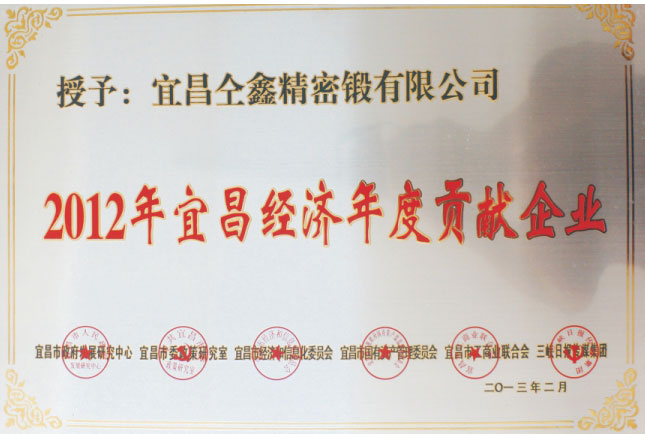 授予：宜昌仝鑫精密锻有限公司
2012年宜昌经济年度贡献企业
宜昌市政府发展研究中心 宜昌市委政策研究室 宜昌市经济和信息化委员会 宜昌市国有资产管理委员会 宜昌市工商业联合会 三峡日报传媒集团
二〇一三年二月